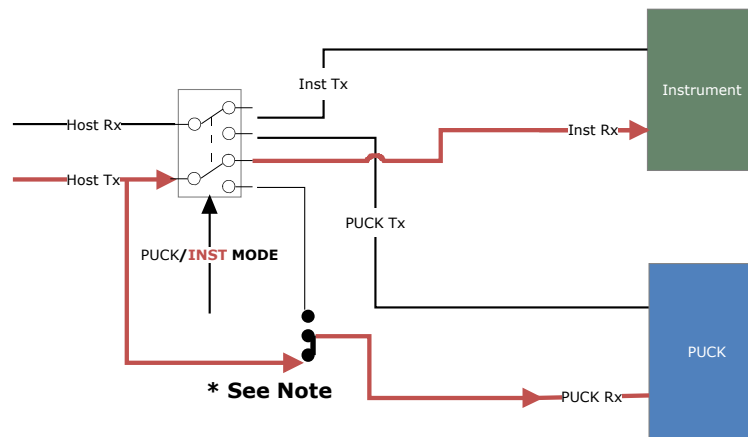 Inst Tx
Instrument
Host Rx
Inst Rx
Host Tx
PUCK Tx
PUCK/INST MODE
PUCK
* See Note
PUCK Rx